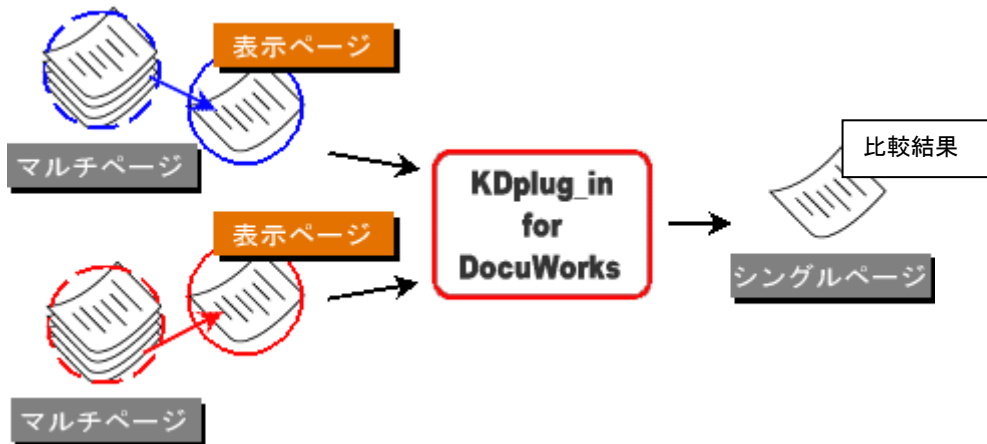 表示ページ
マルチページ
表示ページ
マルチページ
KDplug_in
for
DocuWorks
比較結果
シングルページ